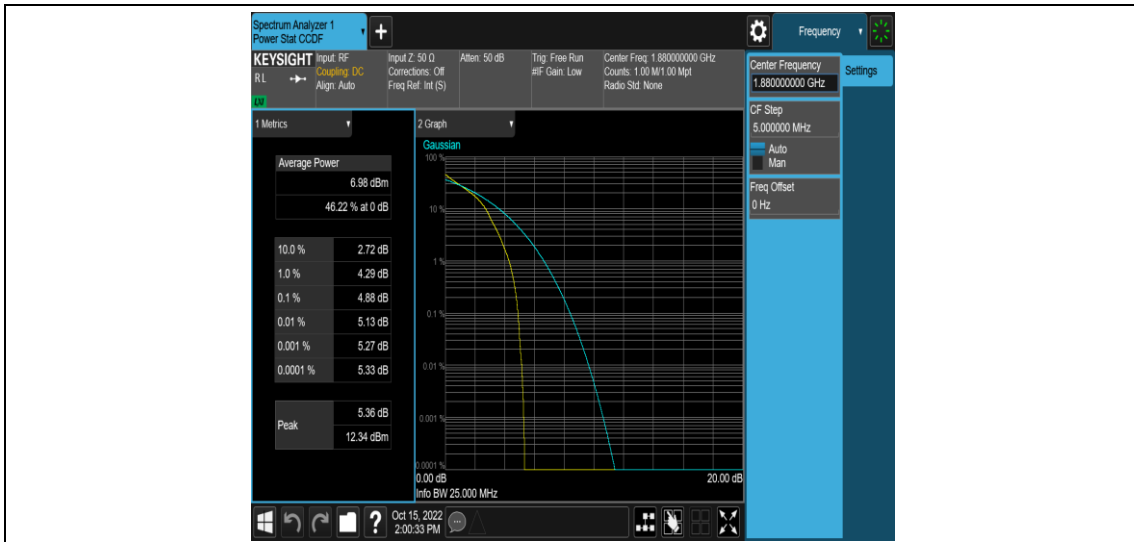 Spectrum Analyzer 1
Power Stat CCDF
+
Frequency
KEYSIGHT
RL
LXI
Input: RF
Coupling: DC
Align: Auto
Input Z: 50 Ω
Corrections: Off
Freq Ref: Int (S)
Atten: 50 dB
Trig: Free Run
#IF Gain: Low
Center Freq: 1.880000000 GHz
Counts: 1.00 M/1.00 Mpt
Radio Std: None
Center Frequency
1.880000000 GHz
Settings
CF Step
5.000000 MHz
Auto
Man
Freq Offset
0 Hz
1 Metrics
Average Power
6.98 dBm
46.22 % at 0 dB
10.0 % 2.72 dB
1.0 % 4.29 dB
0.1 % 4.88 dB
0.01 % 5.13 dB
0.001 % 5.27 dB
0.0001 % 5.33 dB
Peak
5.36 dB
12.34 dBm
2 Graph
Gaussian
100 %
10 %
1 %
0.1 %
0.01 %
0.001 %
0.0001 %
0.00 dB 20.00 dB
Info BW 25.000 MHz
?
Oct 15, 2022
2:00:33 PM